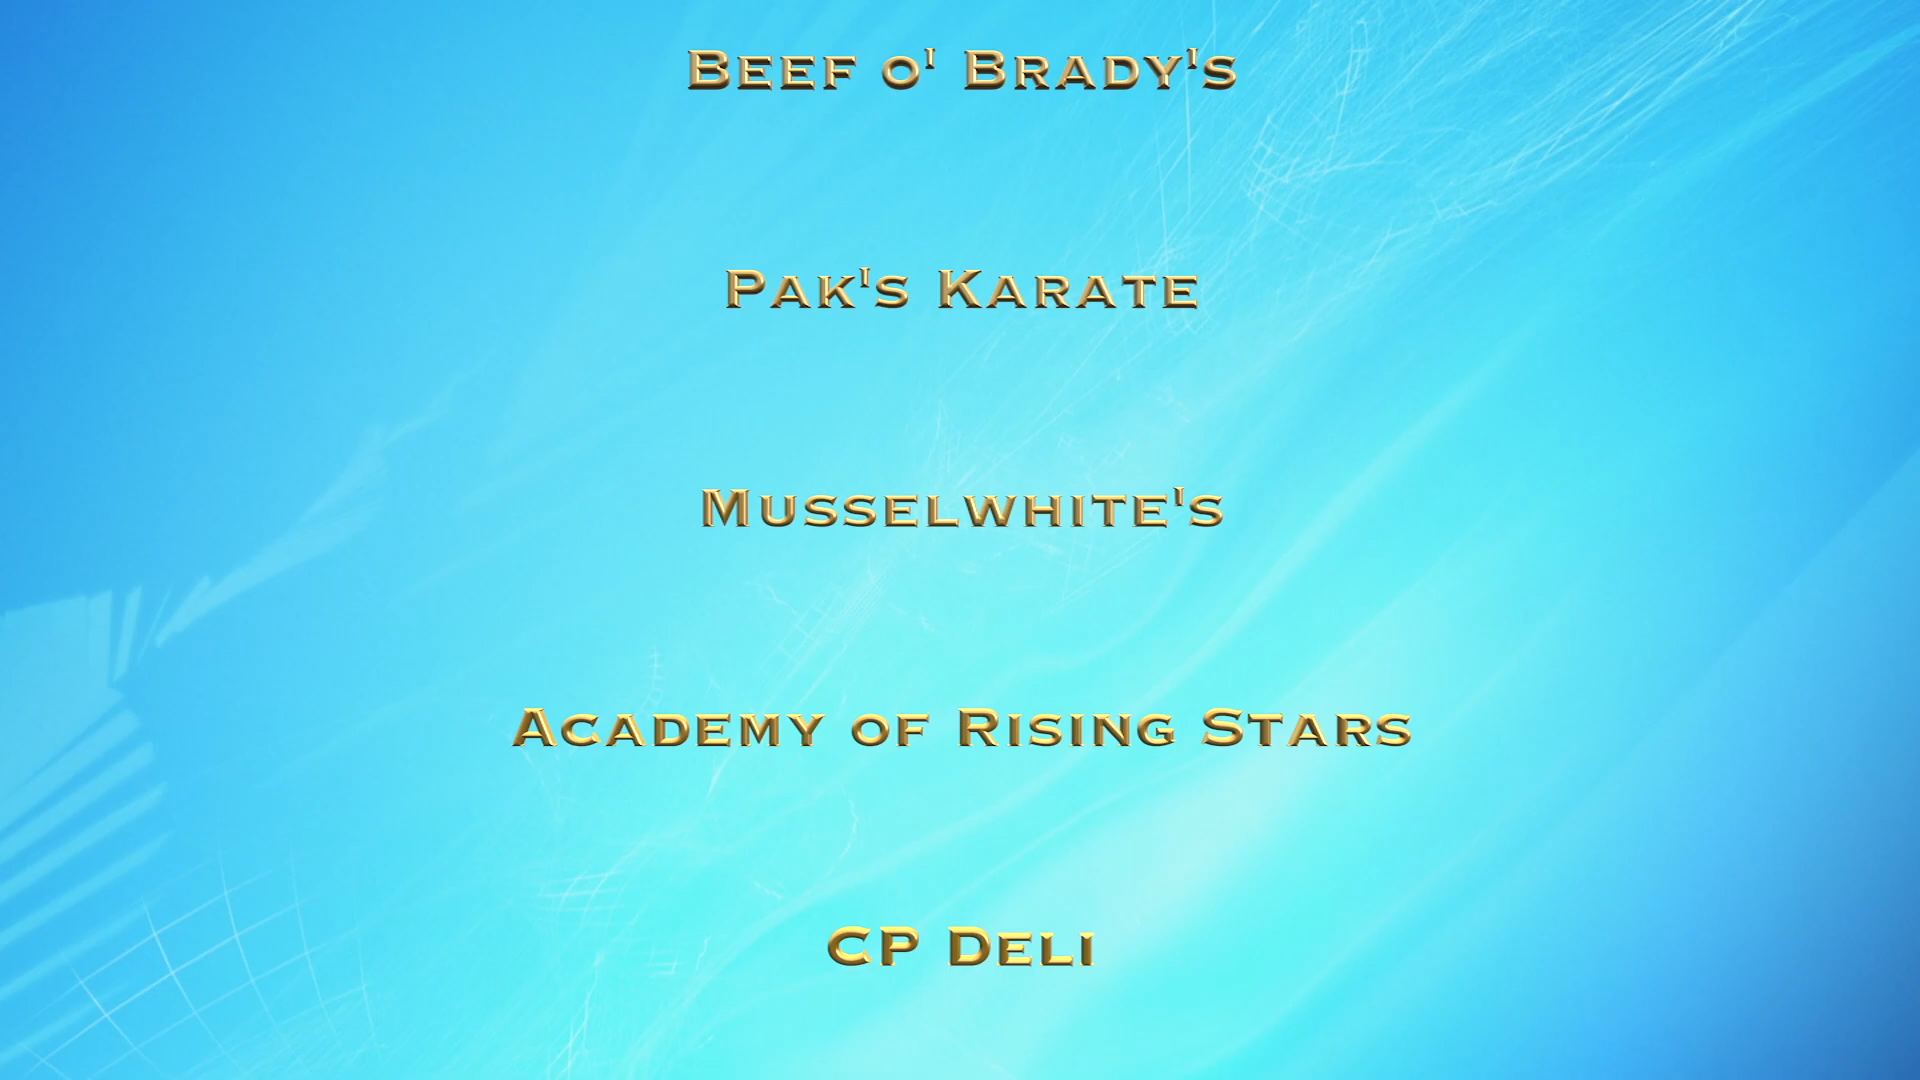 Beef o' Brady's
Pak's Karate
Musselwhite's
Academy of Rising Stars
CP Deli